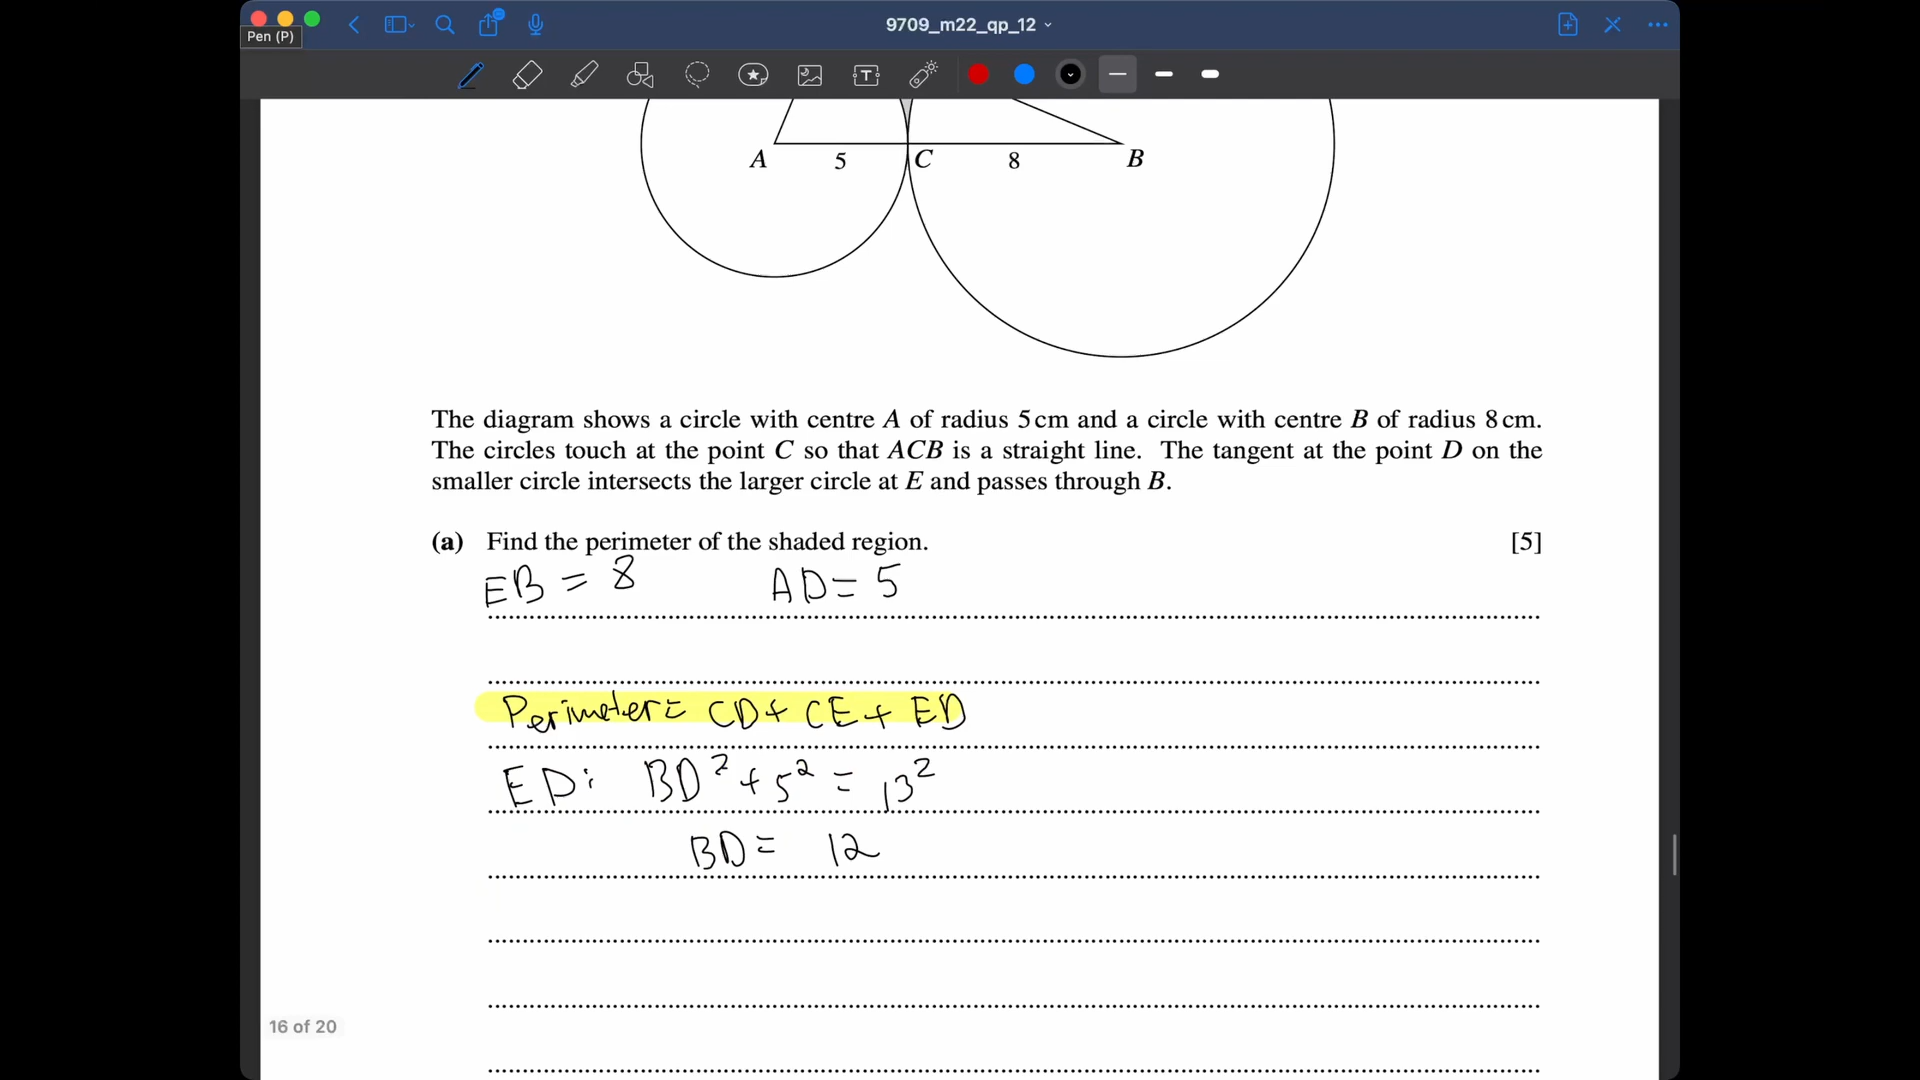 9709_m22_qp_12
Pen (P)
A 5 C 8 B
The diagram shows a circle with centre A of radius 5 cm and a circle with centre B of radius 8 cm.
The circles touch at the point C so that ACB is a straight line. The tangent at the point D on the
smaller circle intersects the larger circle at E and passes through B.
(a) Find the perimeter of the shaded region. [5]
EB = 8 AD = 5
Perimeter = CD + CE + ED
ED: BD² + 5² = 13²
BD = 12
16 of 20